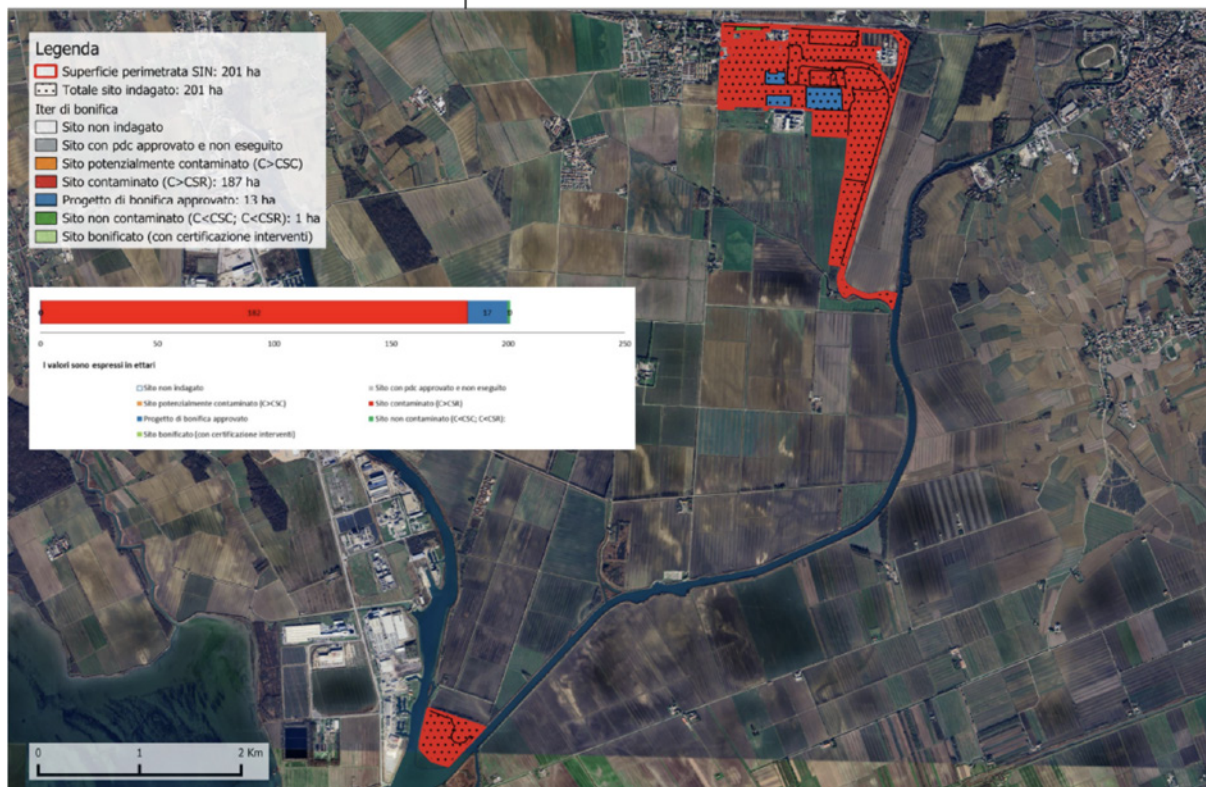 Legenda
Superficie perimetrata SIN: 201 ha
Totale sito indagato: 201 ha
Iter di bonifica
Sito non indagato
Sito con pdc approvato e non eseguito
Sito potenzialmente contaminato (C>CSC)
Sito contaminato (C>CSR): 187 ha
Progetto di bonifica approvato: 13 ha
Sito non contaminato (C<CSC; C<CSR): 1 ha
Sito bonificato (con certificazione interventi)
0 182 17 0
0 50 100 150 200 250
I valori sono espressi in ettari
Sito non indagato Sito con pdc approvato e non eseguito
Sito potenzialmente contaminato (C>CSC) Sito contaminato (C>CSR)
Progetto di bonifica approvato Sito non contaminato (C<CSC; C<CSR):
Sito bonificato (con certificazione interventi)
0 1 2 Km